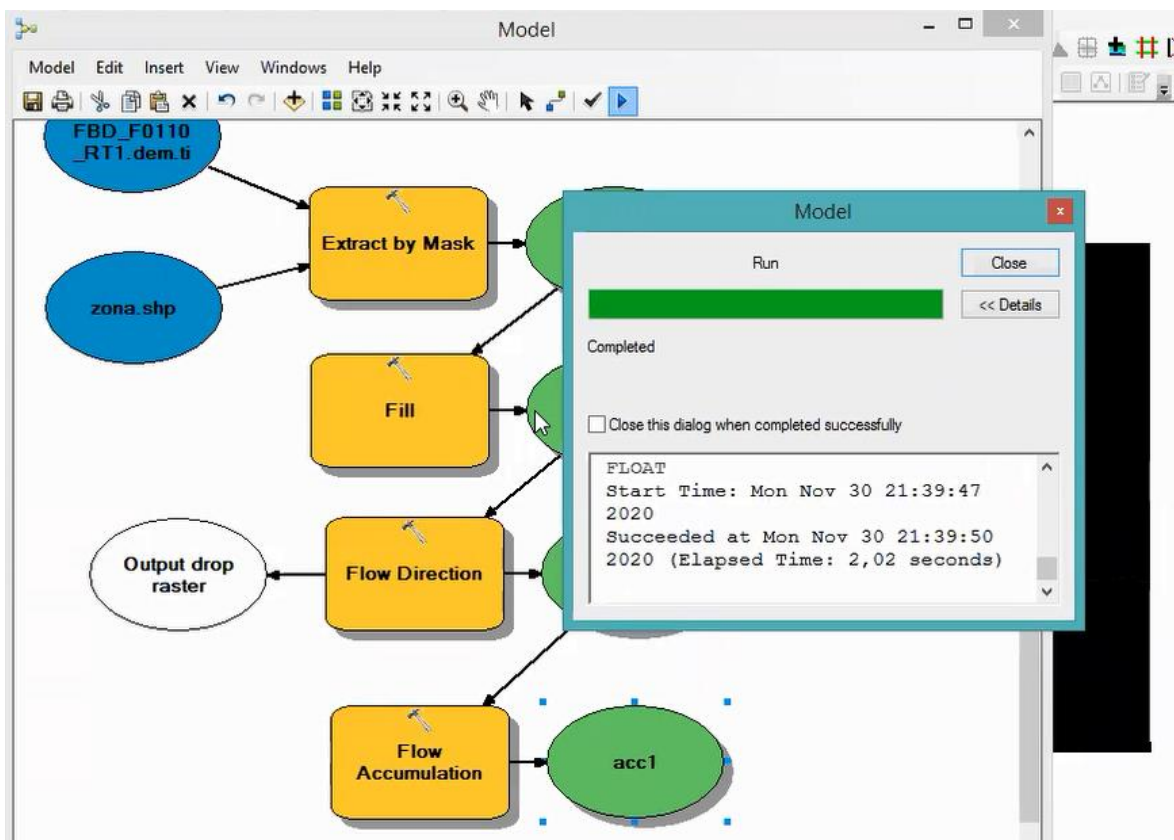 Model
Model Edit Insert View Windows Help
FBD_F0110
_RT1.dem.ti
Extract by Mask
zona.shp
Fill
Output drop
raster
Flow Direction
Flow
Accumulation
acc1
Model
Run
Close
<< Details
Completed
Close this dialog when completed successfully
FLOAT
Start Time: Mon Nov 30 21:39:47
2020
Succeeded at Mon Nov 30 21:39:50
2020 (Elapsed Time: 2,02 seconds)